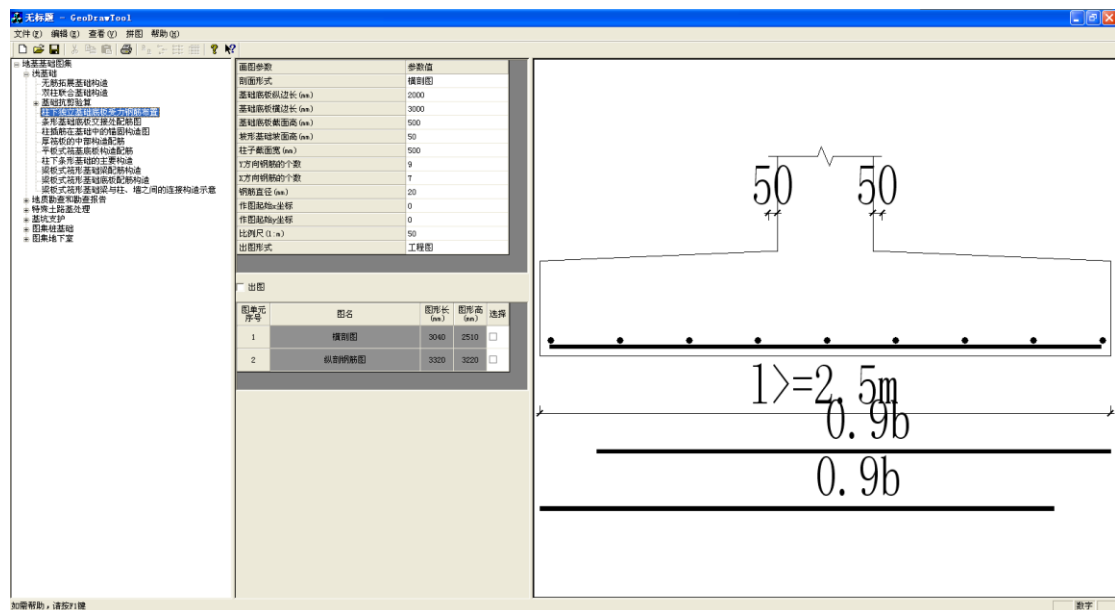 无标题 - GeoDrawTool
文件(F) 编辑(E) 查看(V) 拼图 帮助(H)
地基基础图集
浅基础
无筋拓展基础构造
双柱联合基础构造
基础抗剪验算
柱下独立基础底板受力钢筋布置
条形基础底板交接处配筋图
柱插筋在基础中的锚固构造图
厚筏板的中部构造配筋
平板式筏基底板构造配筋
柱下条形基础的主要构造
梁板式筏形基础梁配筋构造
梁板式筏形基础底板配筋构造
梁板式筏形基础梁与柱、墙之间的连接构造示意
地质勘查和勘查报告
特殊土路基处理
基坑支护
图集桩基础
图集地下室
画图参数 参数值
剖面形式 横剖图
基础底板纵边长(mm) 2000
基础底板横边长(mm) 3000
基础底板截面高(mm) 500
坡形基础坡面高(mm) 50
柱子截面宽(mm) 500
Y方向钢筋的个数 9
X方向钢筋的个数 7
钢筋直径(mm) 20
作图起始x坐标 0
作图起始y坐标 0
比例尺(1:m) 50
出图形式 工程图
出图
图单元序号 图名 图形长(mm) 图形高(mm) 选择
1 横剖图 3040 2510
2 纵剖钢筋图 3320 3220
50 50
1>=2.5m
0.9b
0.9b
如需帮助，请按F1键
数字